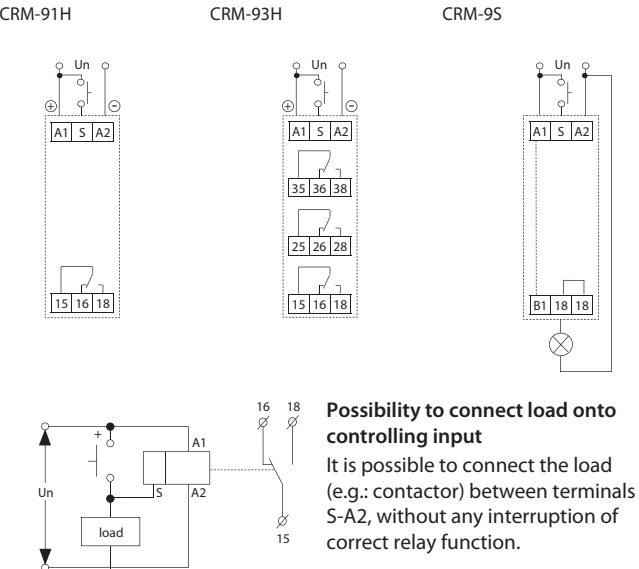 CRM-91H
CRM-93H
CRM-9S
Un
+
−
A1 S A2
15 16 18
Un
+
−
A1 S A2
35 36 38
25 26 28
15 16 18
Un
A1 S A2
B1 18 18
Un
+
load
S
A1
A2
16 18
15
Possibility to connect load onto
controlling input
It is possible to connect the load
(e.g.: contactor) between terminals
S-A2, without any interruption of
correct relay function.